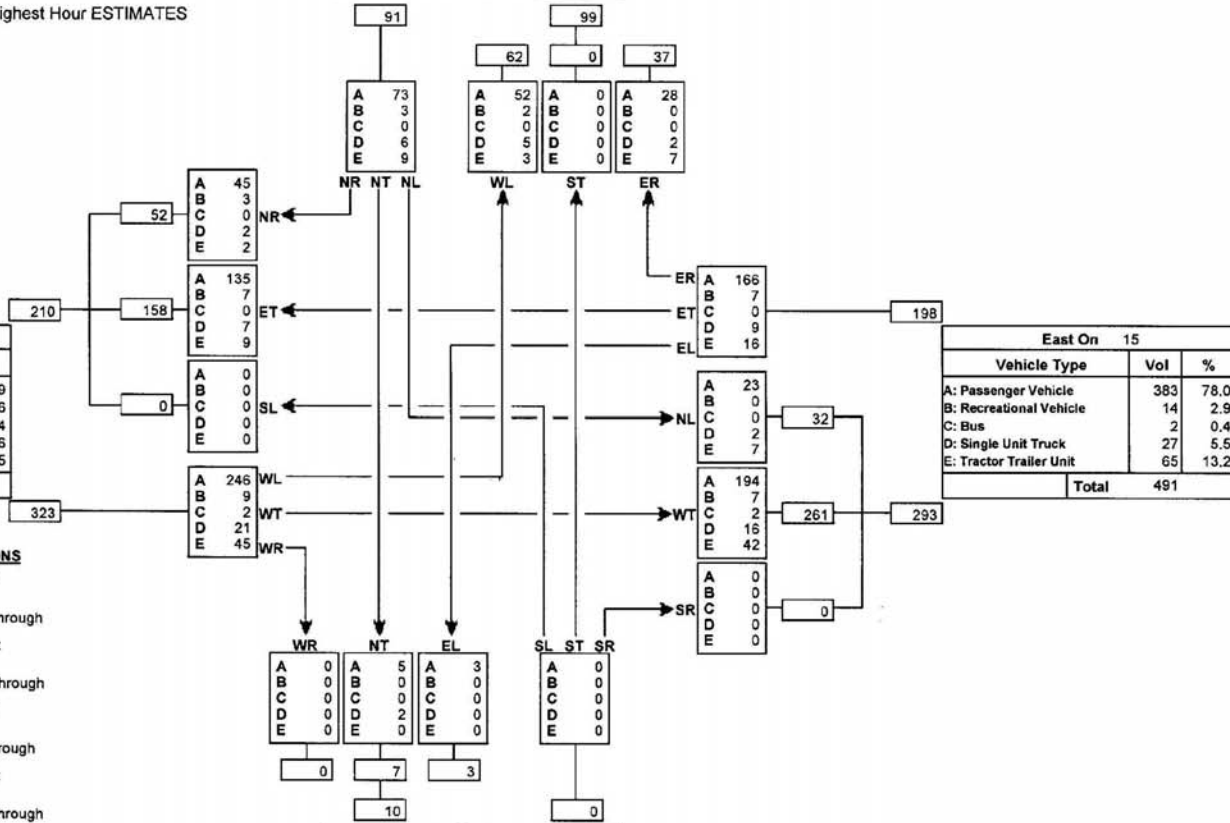 ighest Hour ESTIMATES
91
99
62
0
37
A 73
B 3
C 0
D 6
E 9
A 52
B 2
C 0
D 5
E 3
A 0
B 0
C 0
D 0
E 0
A 28
B 0
C 0
D 2
E 7
NR NT NL
WL
ST
ER
52
A 45
B 3
C 0
D 2
E 2
NR
210
158
A 135
B 7
C 0
D 7
E 9
ET
0
A 0
B 0
C 0
D 0
E 0
SL
323
A 246
B 9
C 2
D 21
E 45
WL
WT
WR
ER
ET
EL
A 166
B 7
C 0
D 9
E 16
198
NL
A 23
B 0
C 0
D 2
E 7
32
WT
A 194
B 7
C 2
D 16
E 42
261
293
SR
A 0
B 0
C 0
D 0
E 0
0
East On 15
Vehicle Type Vol %
A: Passenger Vehicle 383 78.0
B: Recreational Vehicle 14 2.9
C: Bus 2 0.4
D: Single Unit Truck 27 5.5
E: Tractor Trailer Unit 65 13.2
Total 491
9
6
4
6
5
NS
hrough
hrough
rough
hrough
WR
NT
EL
SL ST SR
A 0
B 0
C 0
D 0
E 0
A 5
B 0
C 0
D 2
E 0
A 3
B 0
C 0
D 0
E 0
A 0
B 0
C 0
D 0
E 0
0
7
3
10
0